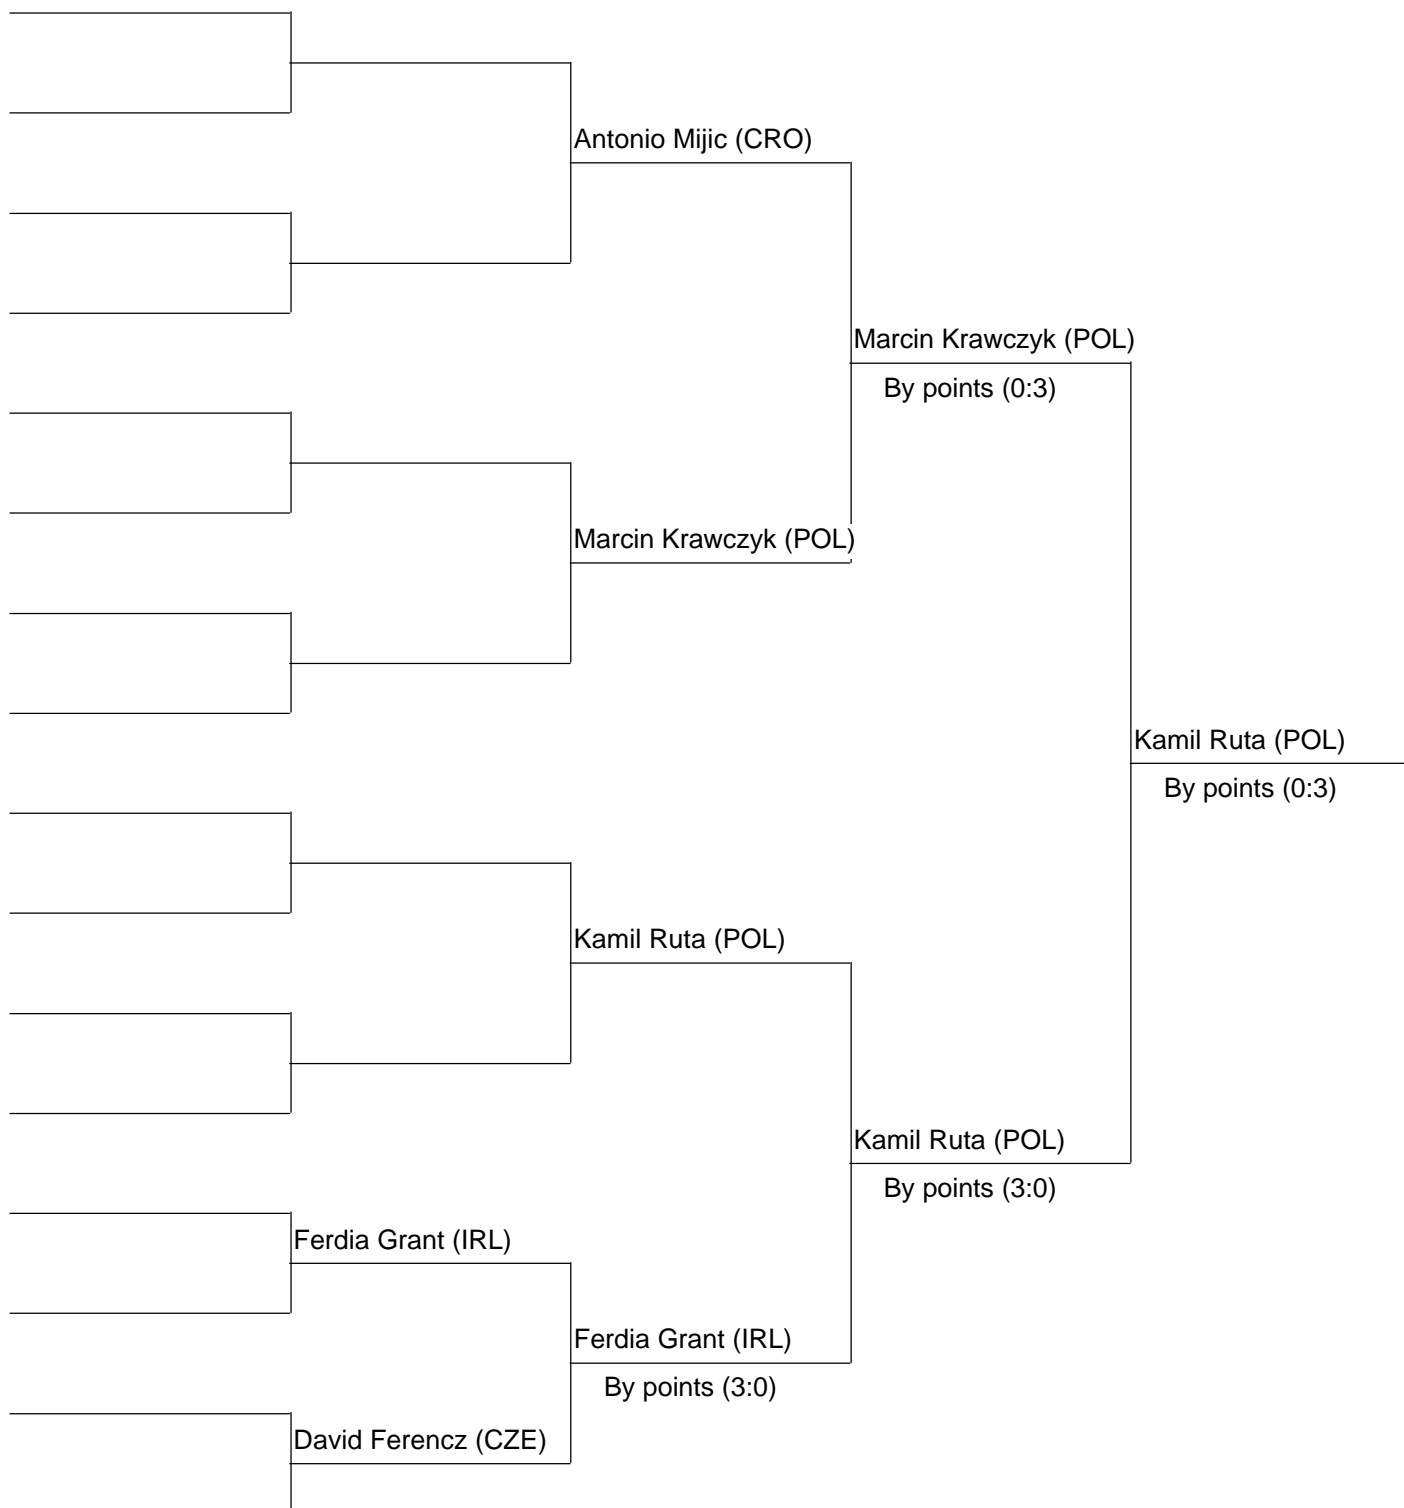 Antonio Mijic (CRO)
Marcin Krawczyk (POL)
By points (0:3)
Marcin Krawczyk (POL)
Kamil Ruta (POL)
By points (0:3)
Kamil Ruta (POL)
Kamil Ruta (POL)
By points (3:0)
Ferdia Grant (IRL)
Ferdia Grant (IRL)
By points (3:0)
David Ferencz (CZE)